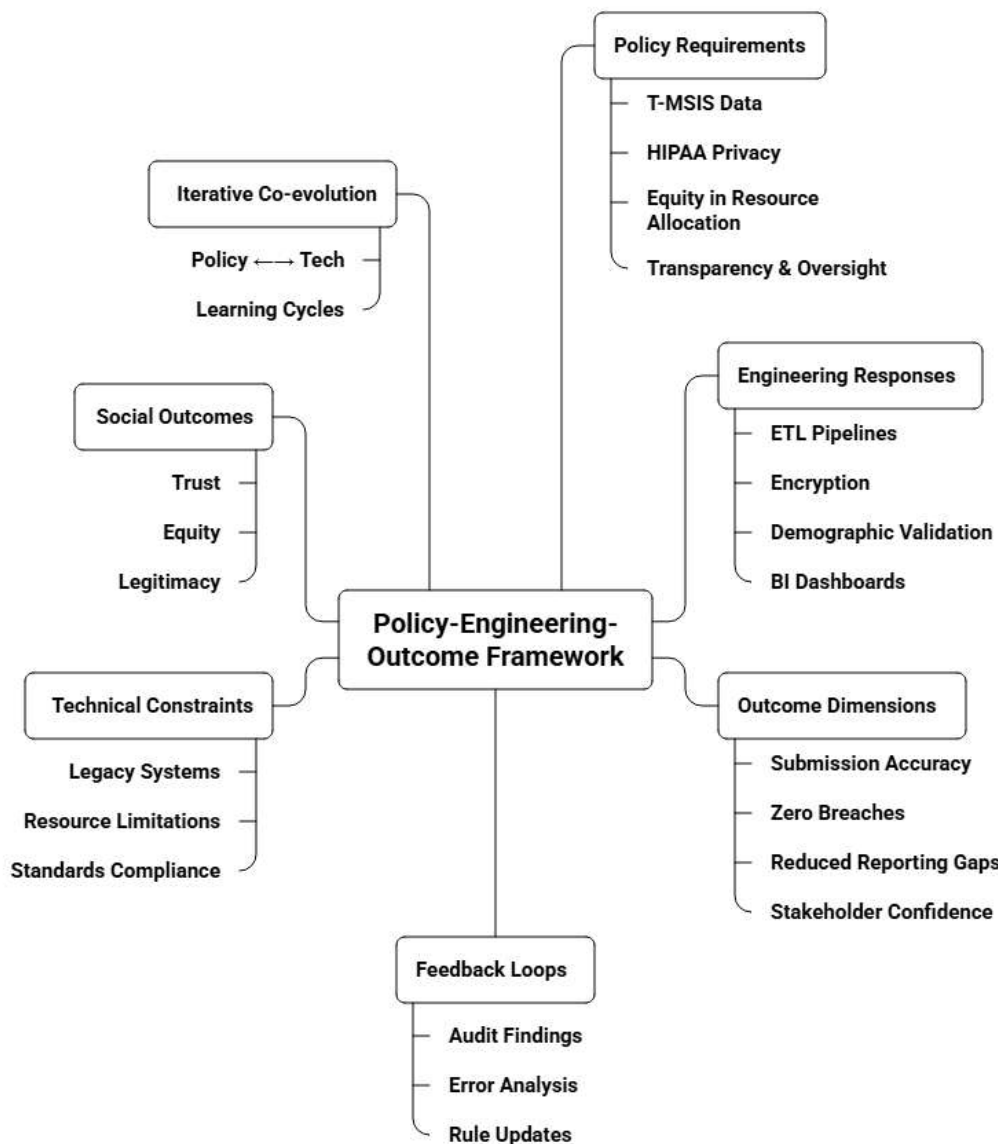 Policy Requirements
T-MSIS Data
HIPAA Privacy
Equity in Resource
Allocation
Transparency & Oversight
Iterative Co-evolution
Policy ←→ Tech
Learning Cycles
Engineering Responses
ETL Pipelines
Encryption
Demographic Validation
BI Dashboards
Social Outcomes
Trust
Equity
Legitimacy
Policy-Engineering-
Outcome Framework
Technical Constraints
Legacy Systems
Resource Limitations
Standards Compliance
Outcome Dimensions
Submission Accuracy
Zero Breaches
Reduced Reporting Gaps
Stakeholder Confidence
Feedback Loops
Audit Findings
Error Analysis
Rule Updates